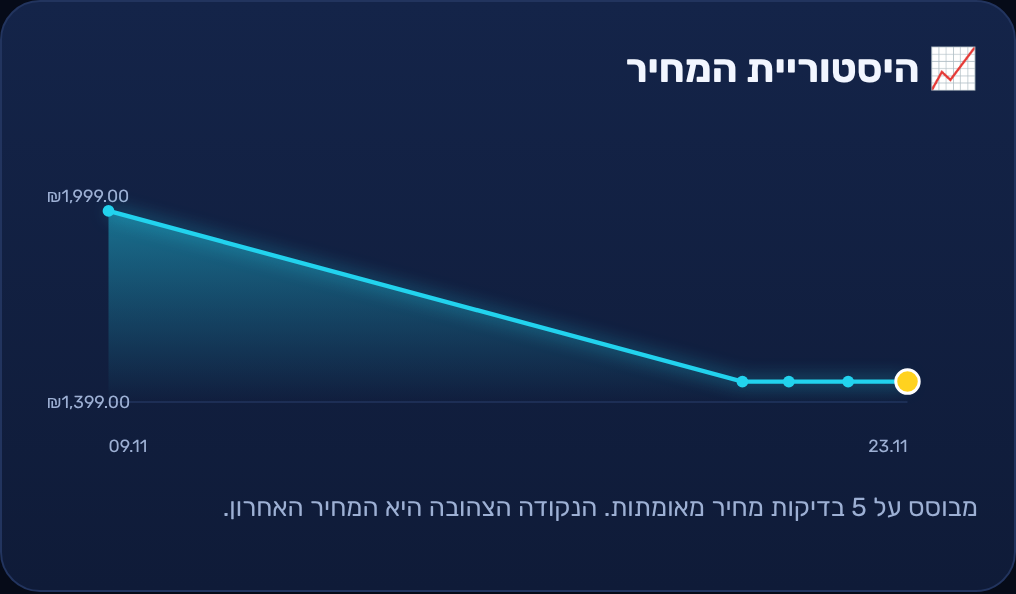 📈 היסטוריית המחיר
₪1,999.00
₪1,399.00
09.11
23.11
מבוסס על 5 בדיקות מחיר מאומתות. הנקודה הצהובה היא המחיר האחרון.